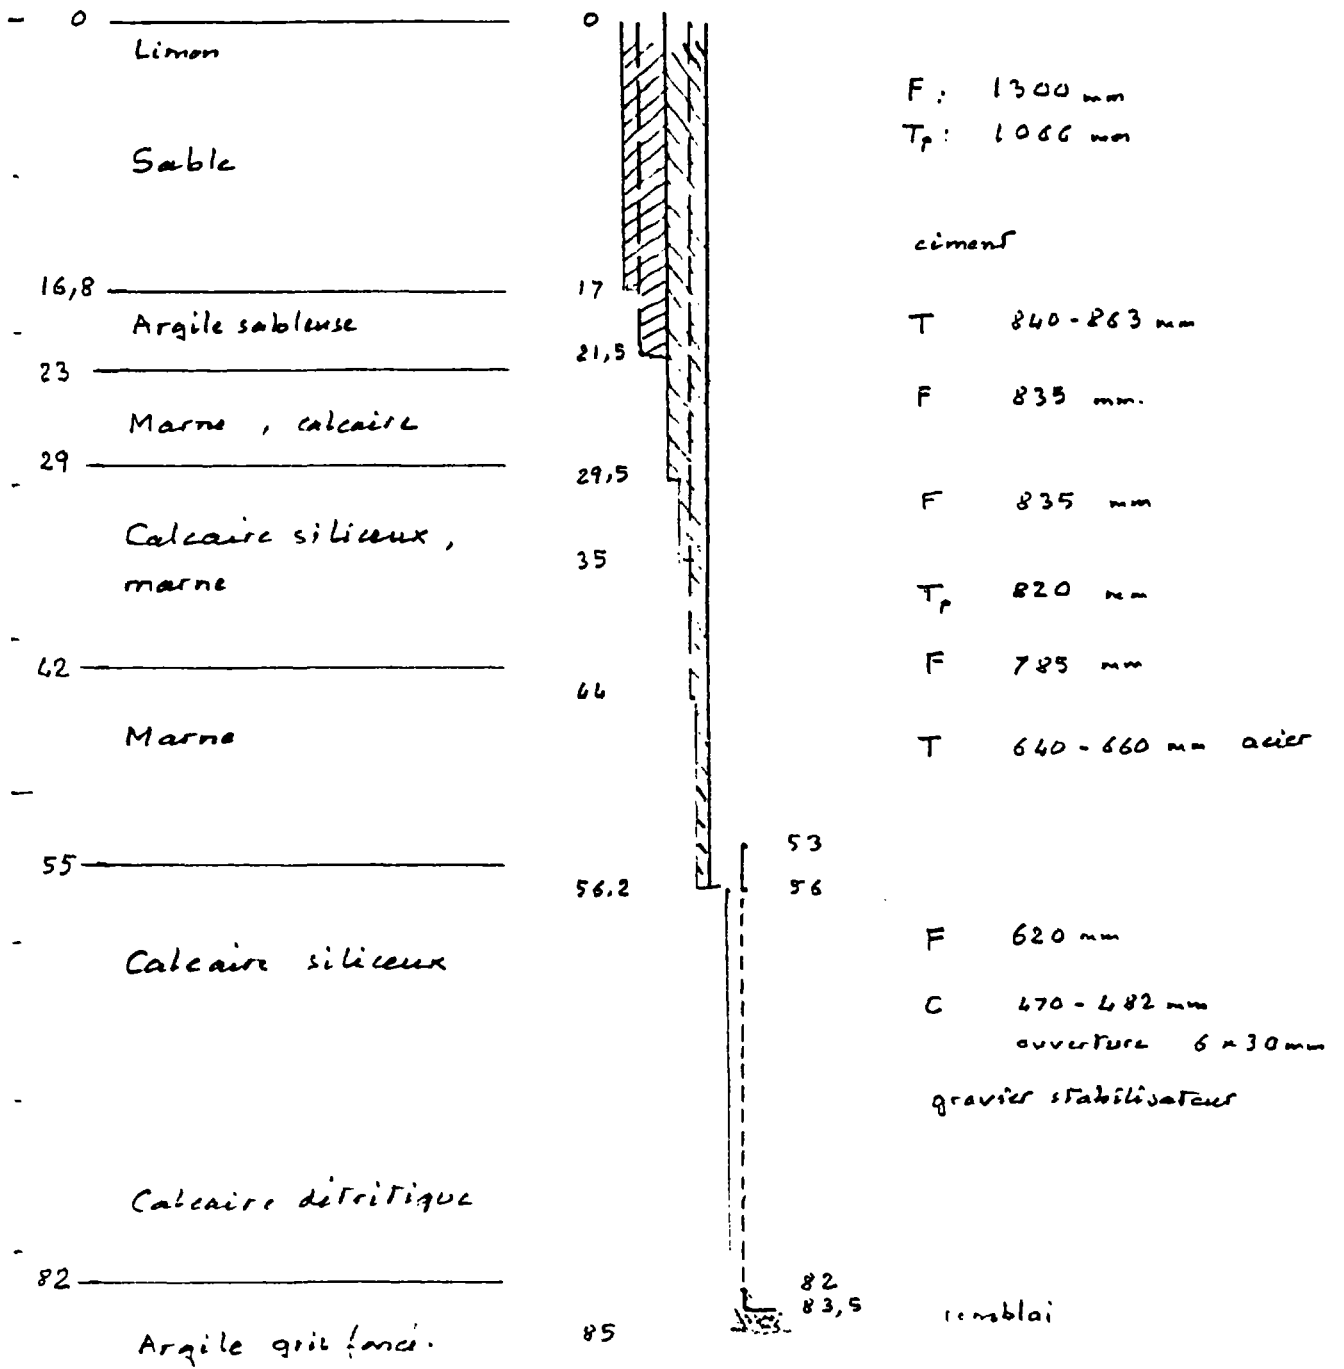 0
Limon
Sable
16,8
Argile sableuse
23
Marne , calcaire
29
Calcaire siliceux ,
marne
42
Marne
55
Calcaire siliceux
Calcaire détritique
82
Argile gris foncé.
0
17
21,5
29,5
35
44
56.2
85
53
56
82
83,5
F : 1300 mm
Tp : 1066 mm
ciment
T 840-863 mm
F 835 mm.
F 835 mm
Tp 820 mm
F 785 mm
T 640-660 mm acier
F 620 mm
C 470-482 mm
ouverture 6 x 30 mm
gravier stabilisateur
remblai